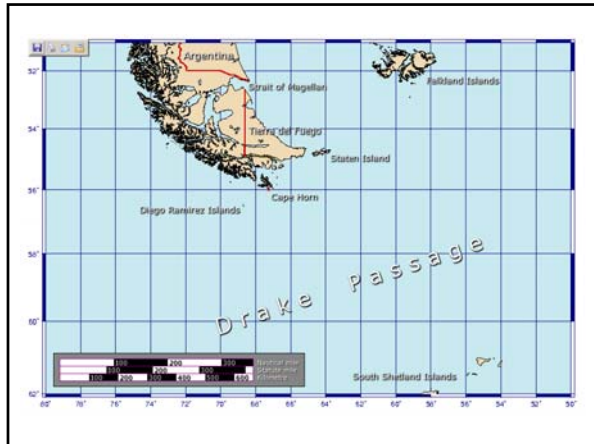 Argentina
52°
Strait of Magellan
Falkland Islands
54°
Tierra del Fuego
Staten Island
56°
Cape Horn
Diego Ramirez Islands
58°
Drake Passage
60°
100 200 300 Nautical mile
100 200 300 Statute mile
100 200 300 400 500 600 Kilometre
South Shetland Islands
62°
80° 78° 76° 74° 72° 70° 68° 66° 64° 62° 60° 58° 56° 54° 52° 50°